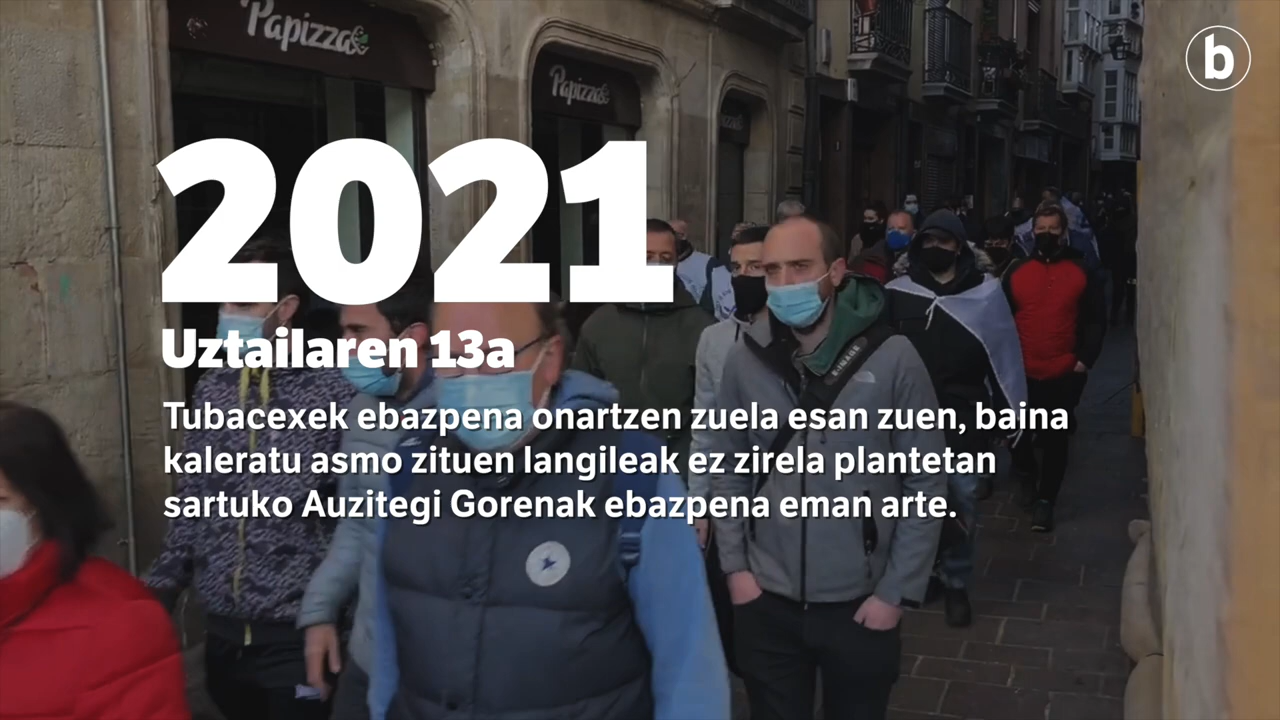 Papizza
Papizza
b
2021
Uztailaren 13a
Tubacexek ebazpena onartzen zuela esan zuen, baina
kaleratu asmo zituen langileak ez zirela plantetan
sartuko Auzitegi Gorenak ebazpena eman arte.